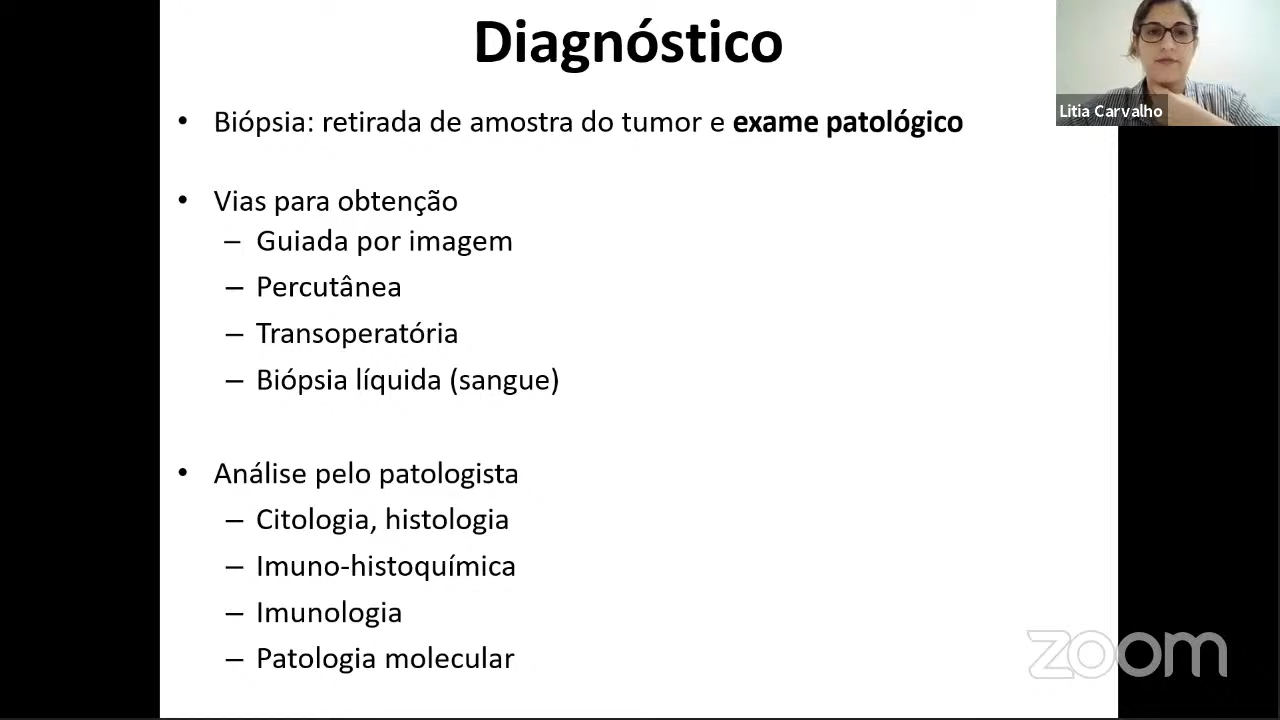 Diagnóstico
Litia Carvalho
• Biópsia: retirada de amostra do tumor e exame patológico
• Vias para obtenção
– Guiada por imagem
– Percutânea
– Transoperatória
– Biópsia líquida (sangue)
• Análise pelo patologista
– Citologia, histologia
– Imuno-histoquímica
– Imunologia
– Patologia molecular
zoom